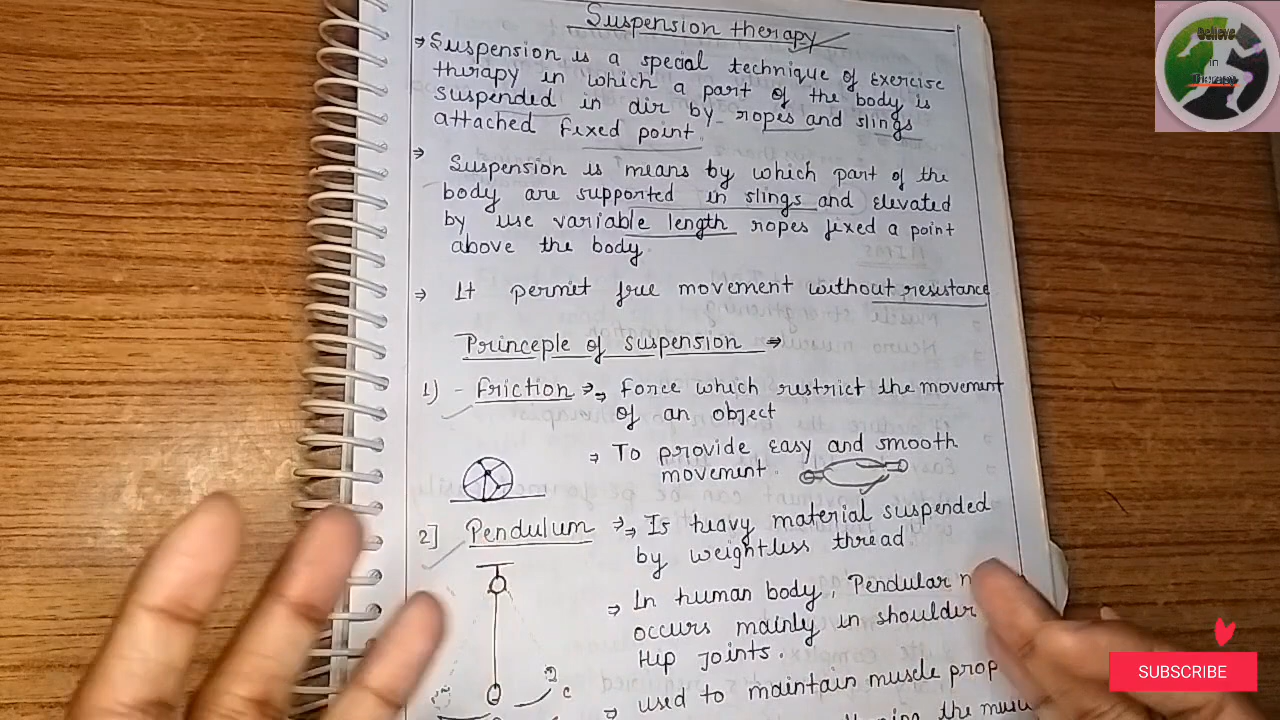 Suspension therapy
→ Suspension is a special technique of Exercise
therapy in which a part of the body is
suspended in air by ropes and slings
attached fixed point.
⇒ Suspension is means by which part of the
body are supported in slings and Elevated
by use variable length ropes fixed a point
above the body.
⇒ It permit free movement without resistance
Princeple of suspension ⇒
1) - Friction ⇒⇒ Force which restrict the movement
of an object
⇒ To provide Easy and smooth
movement.
2] Pendulum ⇒⇒ Is heavy material suspended
by weightless thread.
⇒ In human body, Pendular
occurs mainly in shoulder
Hip Joints.
⇒ used to maintain muscle prop
the musc
Believe
in
Therapy
SUBSCRIBE